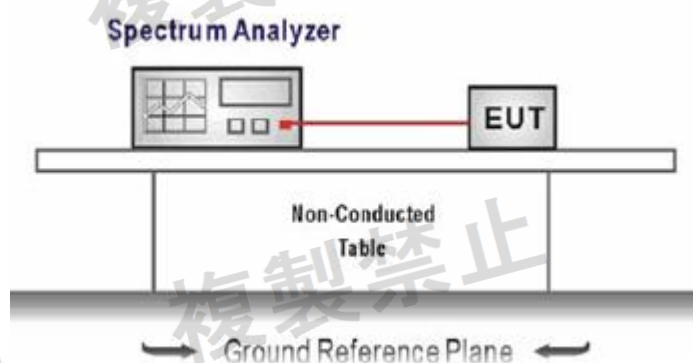 Spectrum Analyzer
EUT
Non-Conducted
Table
複製禁止
Ground Reference Plane